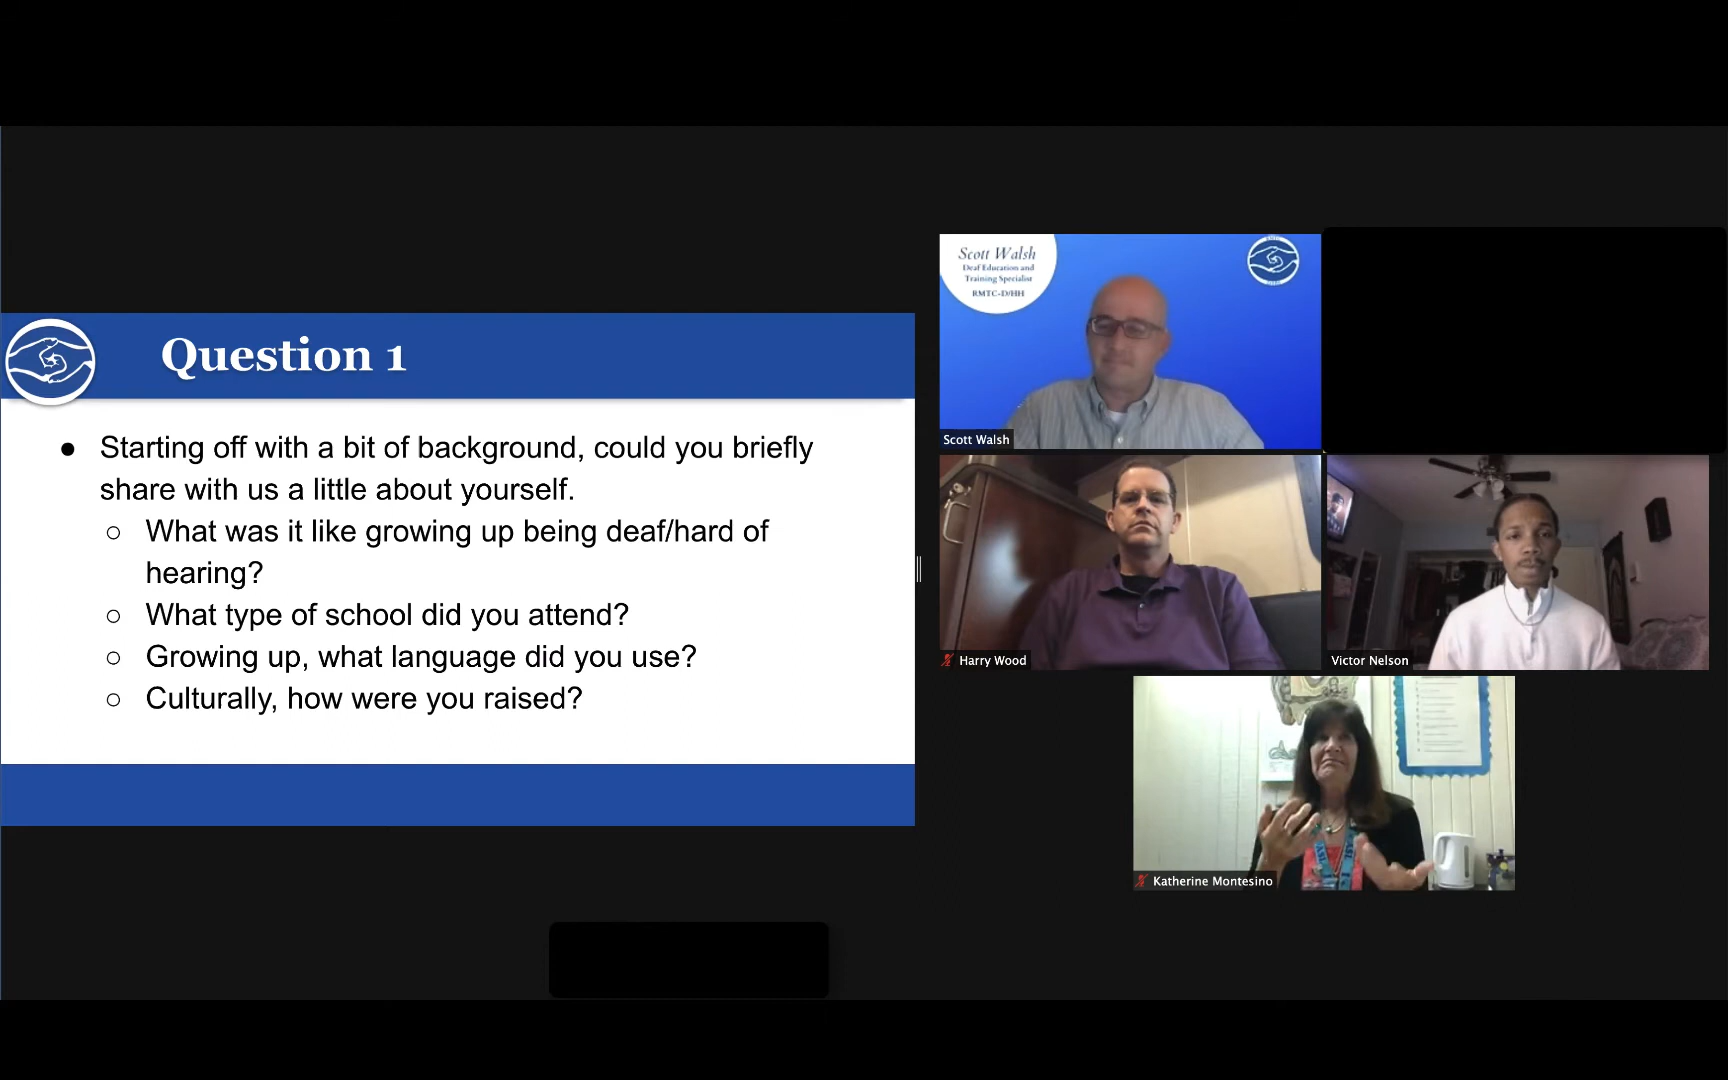 Question 1
● Starting off with a bit of background, could you briefly
share with us a little about yourself.
○ What was it like growing up being deaf/hard of
hearing?
○ What type of school did you attend?
○ Growing up, what language did you use?
○ Culturally, how were you raised?
Scott Walsh
Deaf Education and
Training Specialist
RMTC-D/HH
Scott Walsh
Harry Wood
Victor Nelson
ASL
ASL
Katherine Montesino